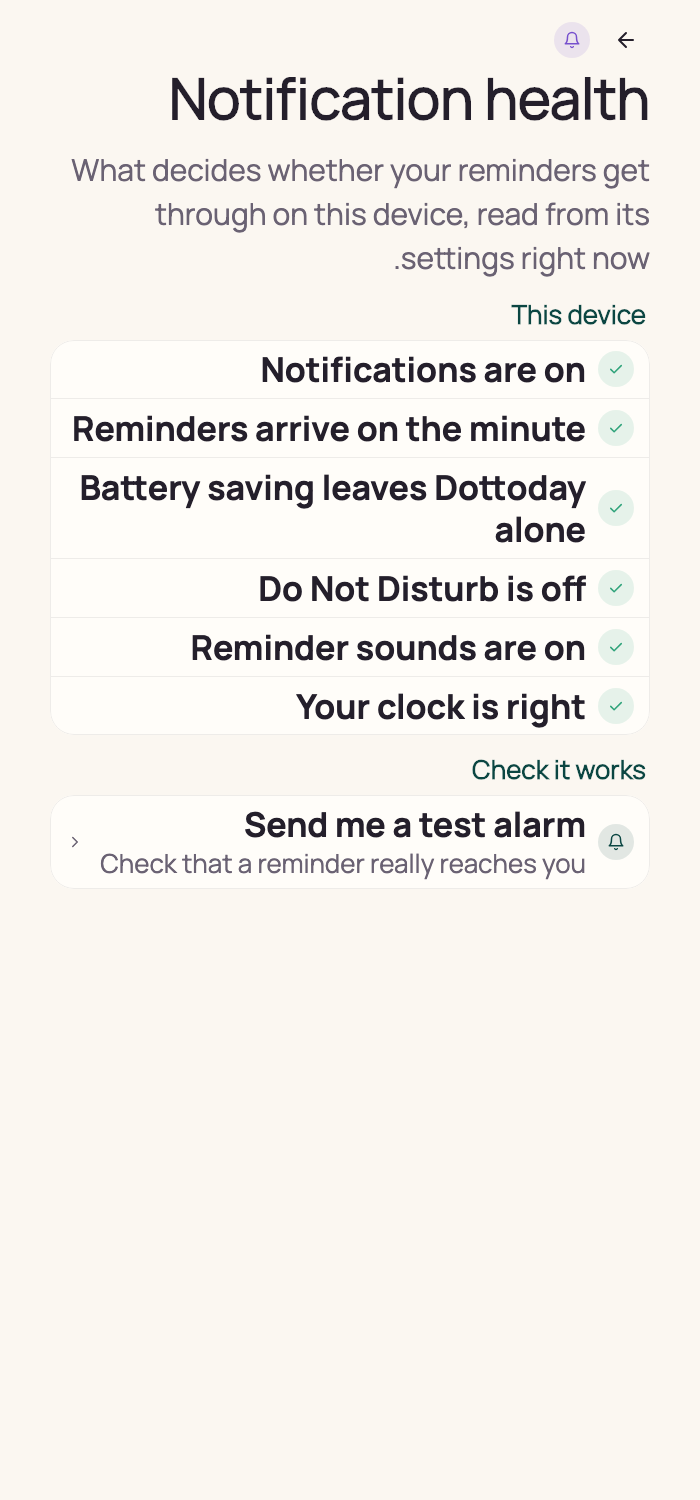 Notification health
What decides whether your reminders get
through on this device, read from its
.settings right now
This device
Notifications are on
Reminders arrive on the minute
Battery saving leaves Dottoday
alone
Do Not Disturb is off
Reminder sounds are on
Your clock is right
Check it works
Send me a test alarm
Check that a reminder really reaches you